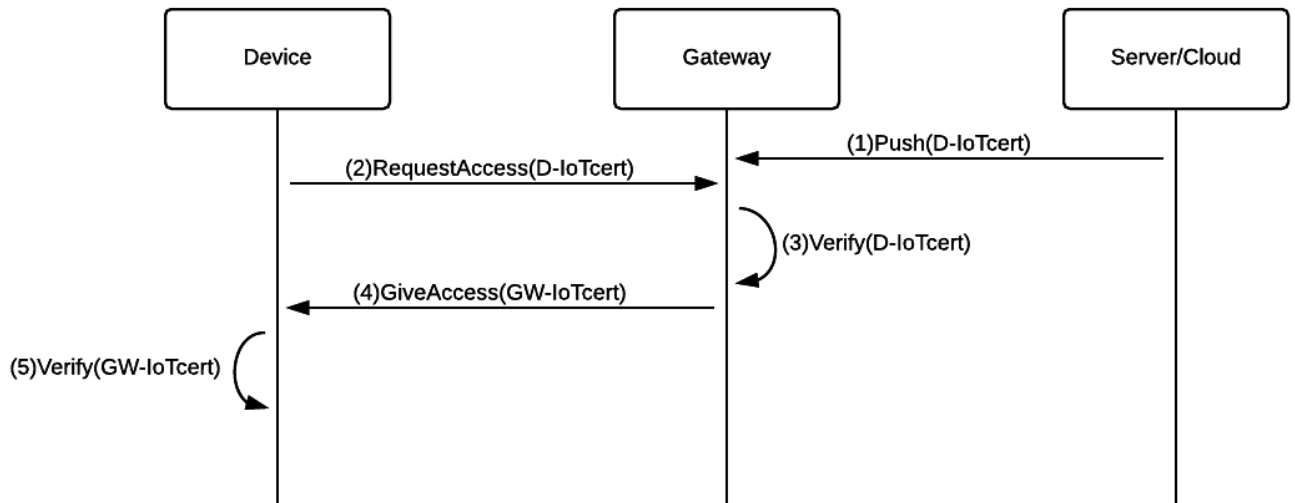 Device
Gateway
Server/Cloud
(1)Push(D-IoTcert)
(2)RequestAccess(D-IoTcert)
(3)Verify(D-IoTcert)
(4)GiveAccess(GW-IoTcert)
(5)Verify(GW-IoTcert)